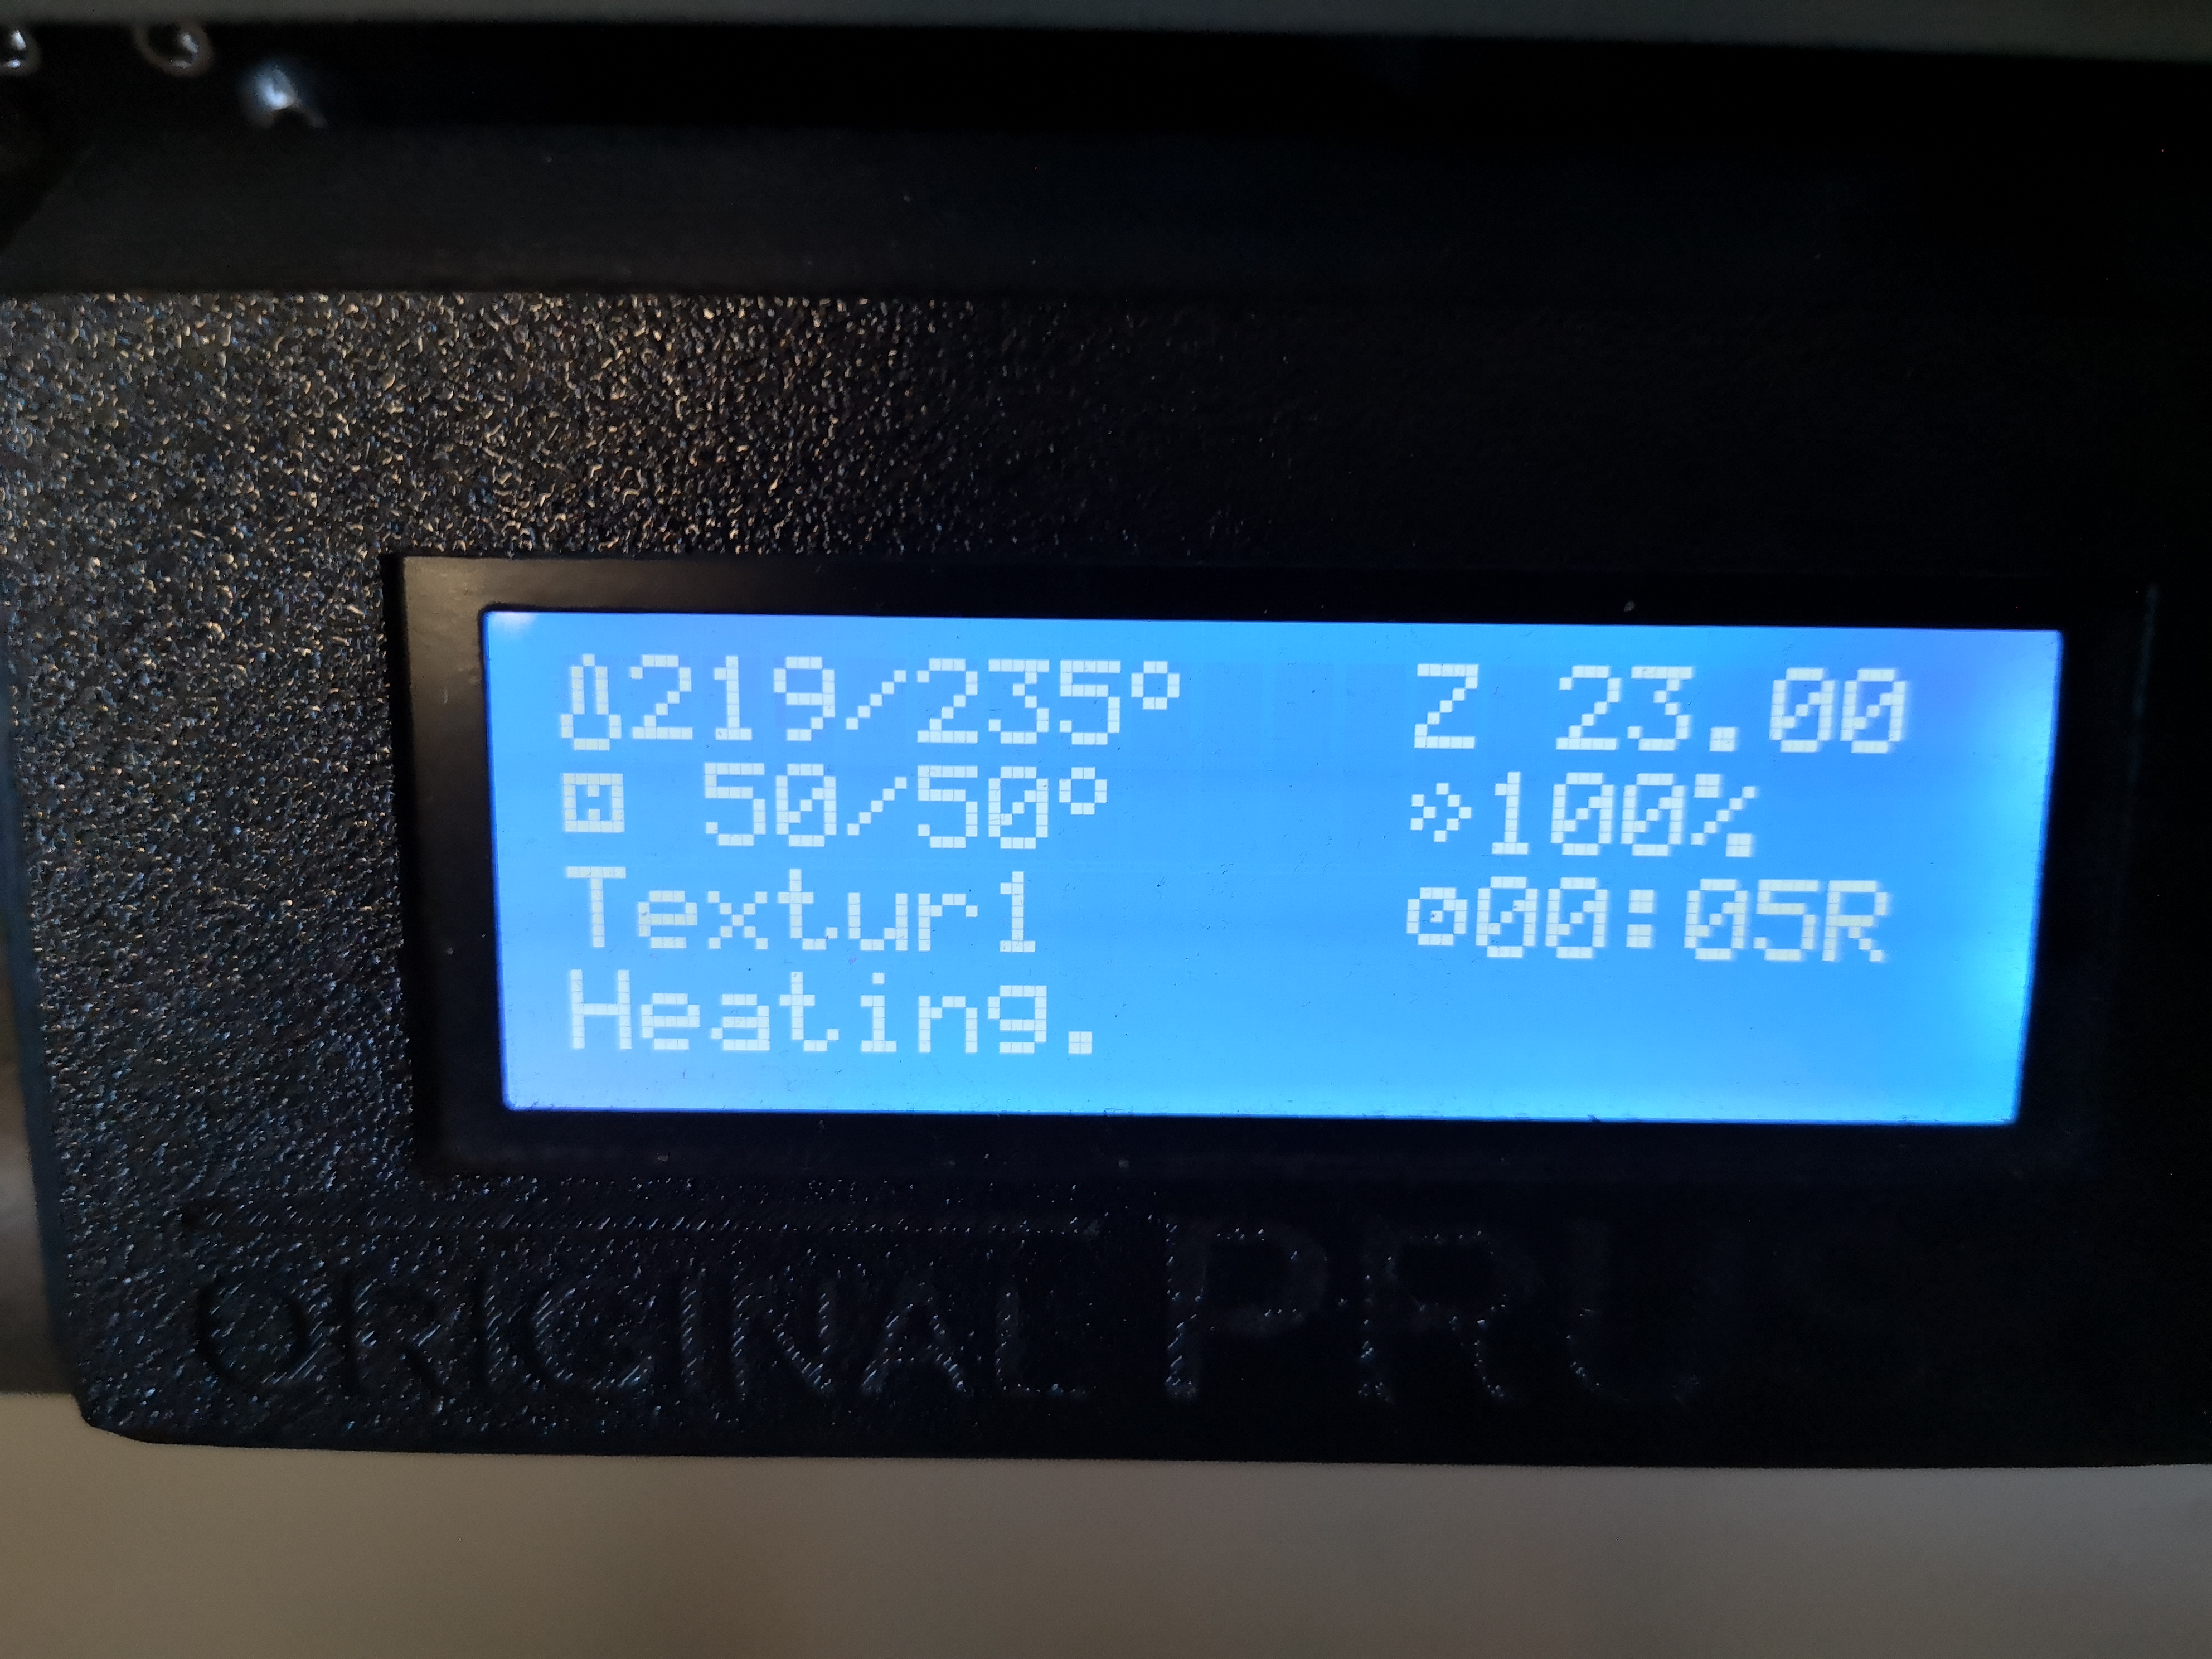 219/235° Z 23.00
50/50° »100%
Textur1 00:05R
Heating.
ORIGINAL PRU